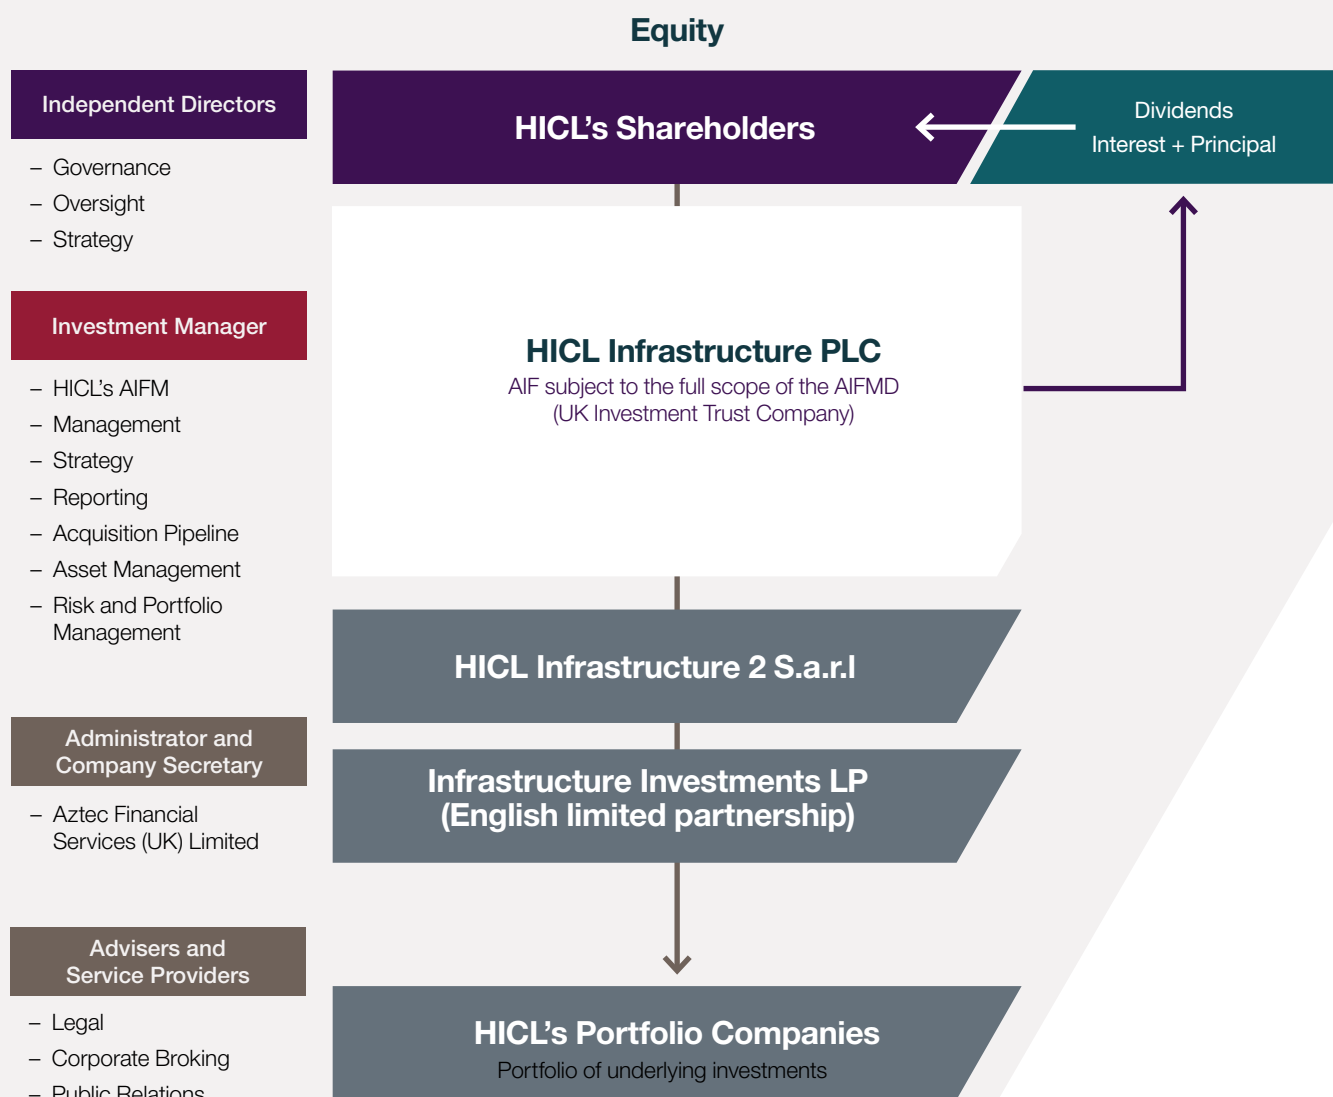 Equity
Independent Directors
– Governance
– Oversight
– Strategy
Investment Manager
– HICL’s AIFM
– Management
– Strategy
– Reporting
– Acquisition Pipeline
– Asset Management
– Risk and Portfolio
Management
Administrator and
Company Secretary
– Aztec Financial
Services (UK) Limited
Advisers and
Service Providers
– Legal
– Corporate Broking
– Public Relations
HICL’s Shareholders
Dividends
Interest + Principal
HICL Infrastructure PLC
AIF subject to the full scope of the AIFMD
(UK Investment Trust Company)
HICL Infrastructure 2 S.a.r.l
Infrastructure Investments LP
(English limited partnership)
HICL’s Portfolio Companies
Portfolio of underlying investments